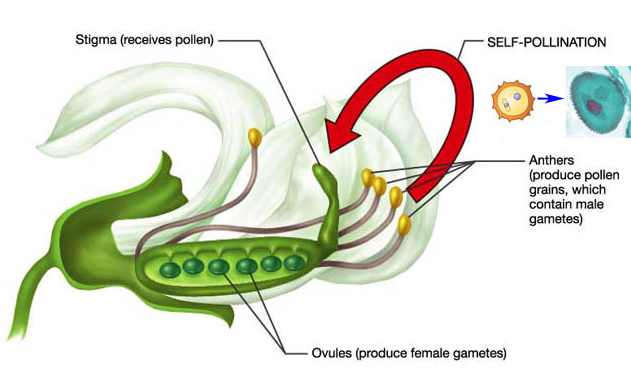 Stigma (receives pollen)
SELF-POLLINATION
Anthers
(produce pollen
grains, which
contain male
gametes)
Ovules (produce female gametes)